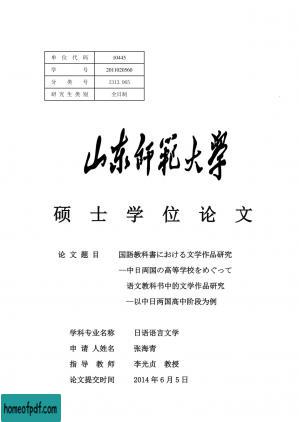 单位代码 10445
学号 2011020560
分类号 I313.065
研究生类别 全日制
山东师范大学
硕士学位论文
论文题目 国語教科書における文学作品研究
—中日両国の高等学校をめぐって
语文教科书中的文学作品研究
—以中日两国高中阶段为例
学科专业名称 日语语言文学
申请人姓名 张海青
指导教师 李光贞 教授
论文提交时间 2014年6月5日
homeofpdf.com